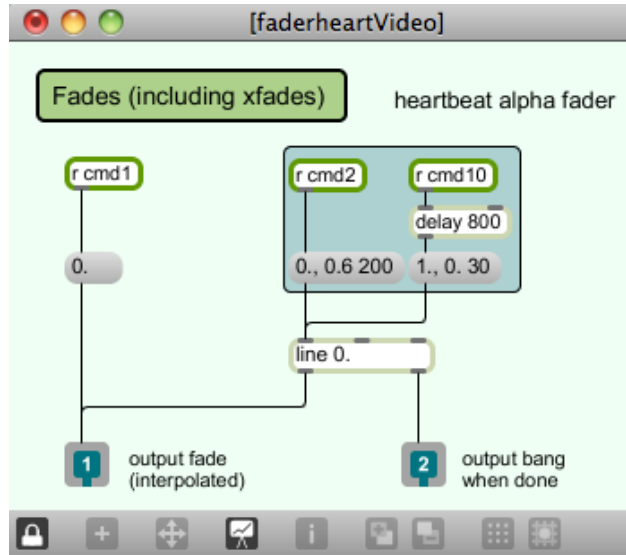 [faderheartVideo]
Fades (including xfades)
heartbeat alpha fader
r cmd1
r cmd2
r cmd10
delay 800
0.
0., 0.6 200
1., 0. 30
line 0.
1
output fade
(interpolated)
2
output bang
when done